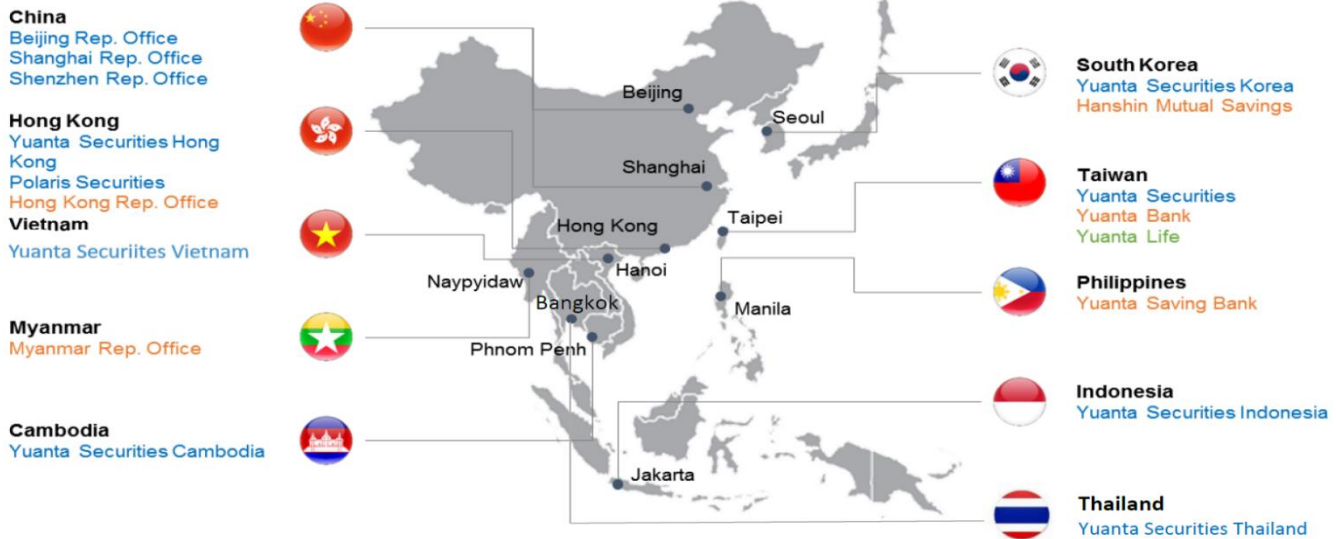 China
Beijing Rep. Office
Shanghai Rep. Office
Shenzhen Rep. Office
Hong Kong
Yuanta Securities Hong
Kong
Polaris Securities
Hong Kong Rep. Office
Vietnam
Yuanta Securiites Vietnam
Myanmar
Myanmar Rep. Office
Cambodia
Yuanta Securities Cambodia
Beijing
Seoul
Shanghai
Hong Kong
Taipei
Hanoi
Naypyidaw
Bangkok
Manila
Phnom Penh
Jakarta
South Korea
Yuanta Securities Korea
Hanshin Mutual Savings
Taiwan
Yuanta Securities
Yuanta Bank
Yuanta Life
Philippines
Yuanta Saving Bank
Indonesia
Yuanta Securities Indonesia
Thailand
Yuanta Securities Thailand